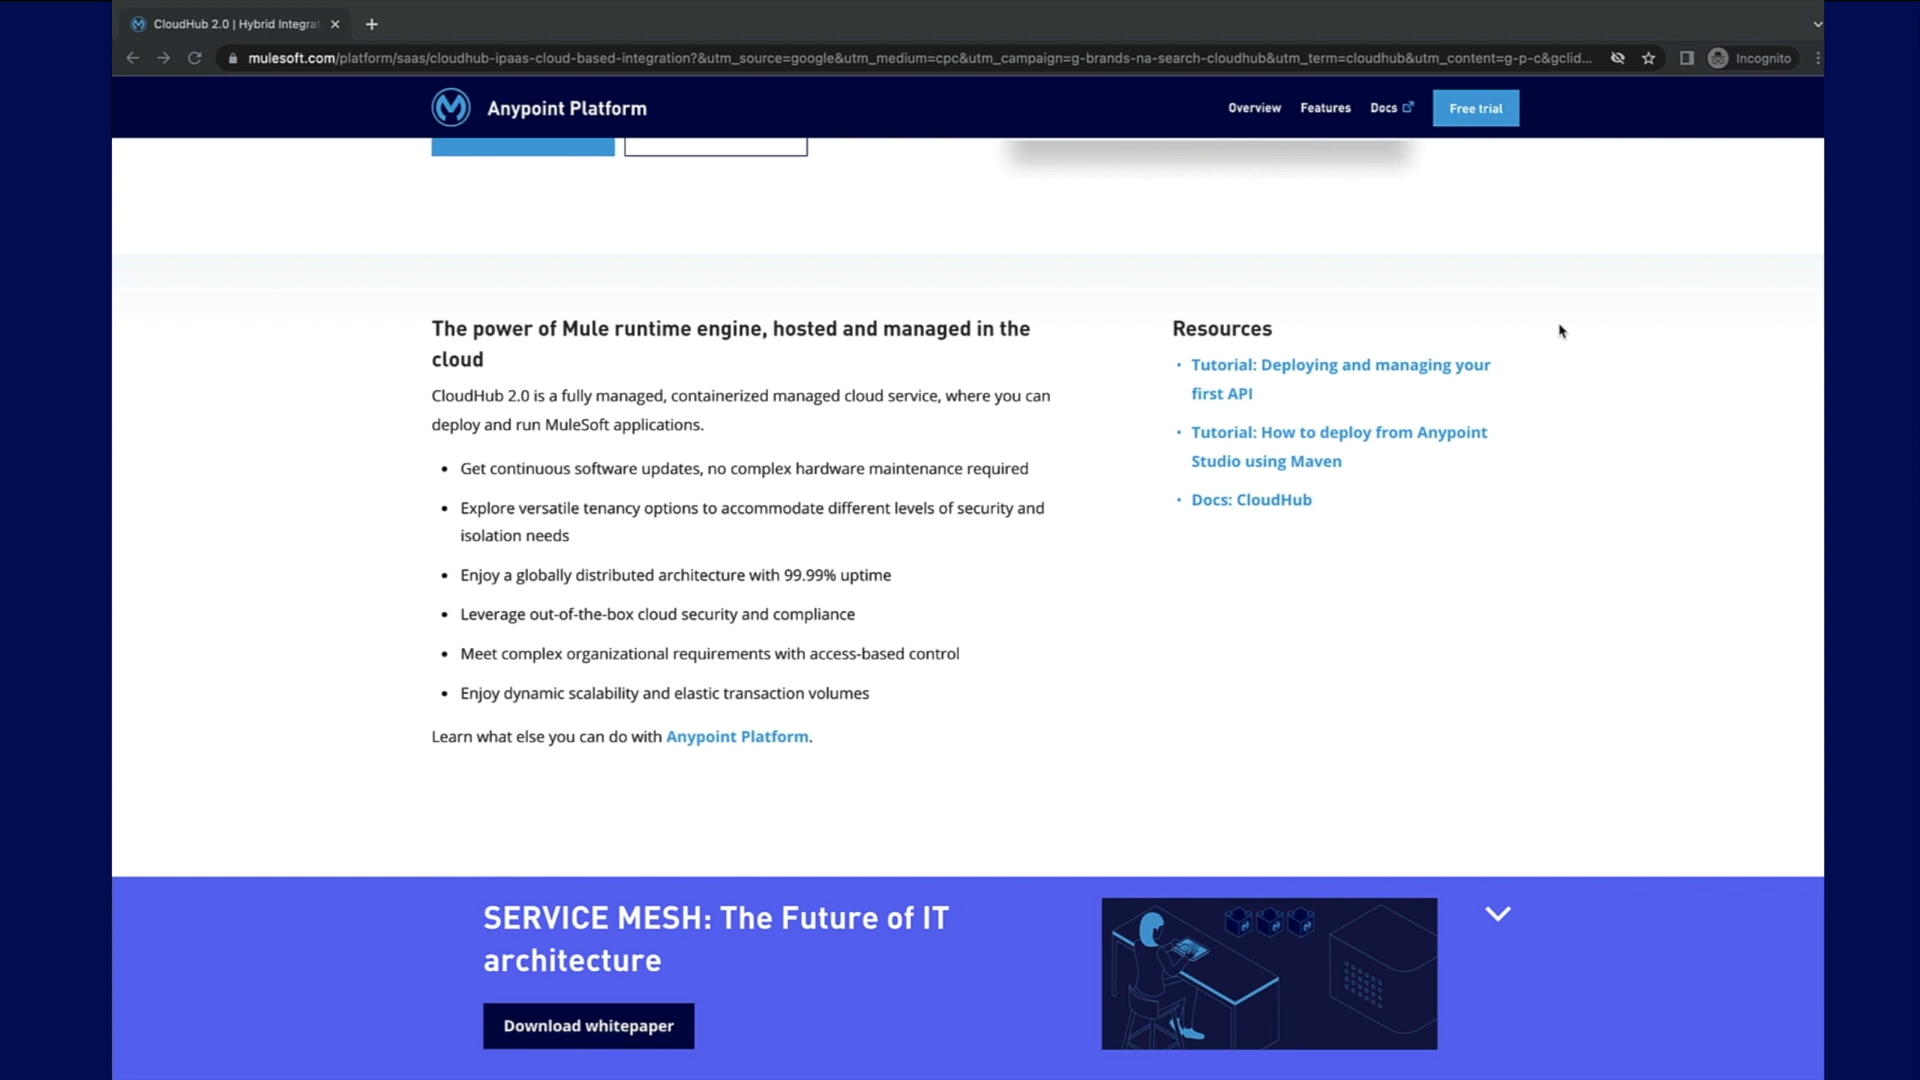 CloudHub 2.0 | Hybrid Integra
mulesoft.com/platform/saas/cloudhub-ipaas-cloud-based-integration?&utm_source=google&utm_medium=cpc&utm_campaign=g-brands-na-search-cloudhub&utm_term=cloudhub&utm_content=g-p-c&gclid...
Incognito
Anypoint Platform
Overview
Features
Docs
Free trial
The power of Mule runtime engine, hosted and managed in the
cloud
CloudHub 2.0 is a fully managed, containerized managed cloud service, where you can
deploy and run MuleSoft applications.
• Get continuous software updates, no complex hardware maintenance required
• Explore versatile tenancy options to accommodate different levels of security and
isolation needs
• Enjoy a globally distributed architecture with 99.99% uptime
• Leverage out-of-the-box cloud security and compliance
• Meet complex organizational requirements with access-based control
• Enjoy dynamic scalability and elastic transaction volumes
Learn what else you can do with Anypoint Platform.
Resources
• Tutorial: Deploying and managing your
first API
• Tutorial: How to deploy from Anypoint
Studio using Maven
• Docs: CloudHub
SERVICE MESH: The Future of IT
architecture
Download whitepaper